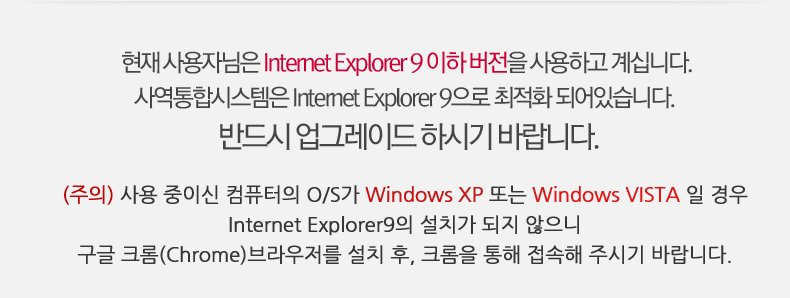 현재 사용자님은 Internet Explorer 9 이하 버전을 사용하고 계십니다.
사역통합시스템은 Internet Explorer 9으로 최적화 되어있습니다.
반드시 업그레이드 하시기 바랍니다.
(주의) 사용 중이신 컴퓨터의 O/S가 Windows XP 또는 Windows VISTA 일 경우
Internet Explorer9의 설치가 되지 않으니
구글 크롬(Chrome)브라우저를 설치 후, 크롬을 통해 접속해 주시기 바랍니다.